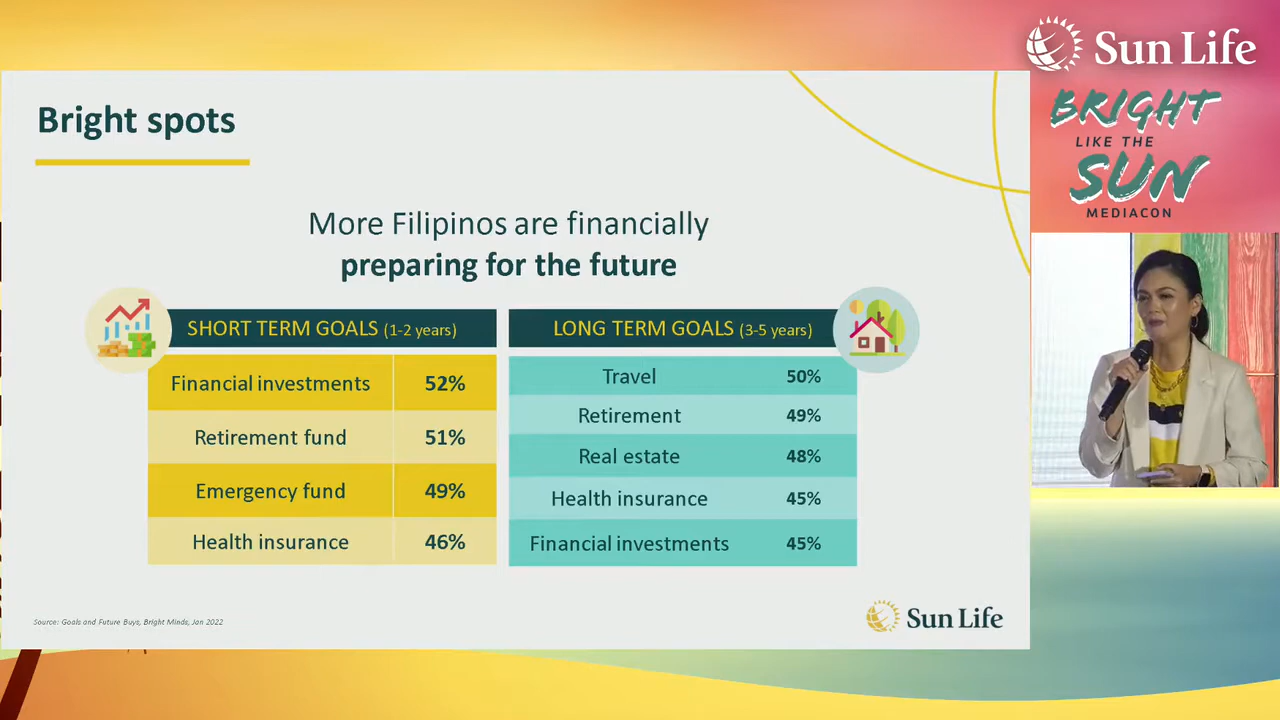 Sun Life
BRIGHT
LIKE THE
SUN
MEDIACON
Bright spots
More Filipinos are financially
preparing for the future
SHORT TERM GOALS (1-2 years)
Financial investments 52%
Retirement fund 51%
Emergency fund 49%
Health insurance 46%
LONG TERM GOALS (3-5 years)
Travel 50%
Retirement 49%
Real estate 48%
Health insurance 45%
Financial investments 45%
Source: Goals and Future Buys, Bright Minds, Jan 2022
Sun Life